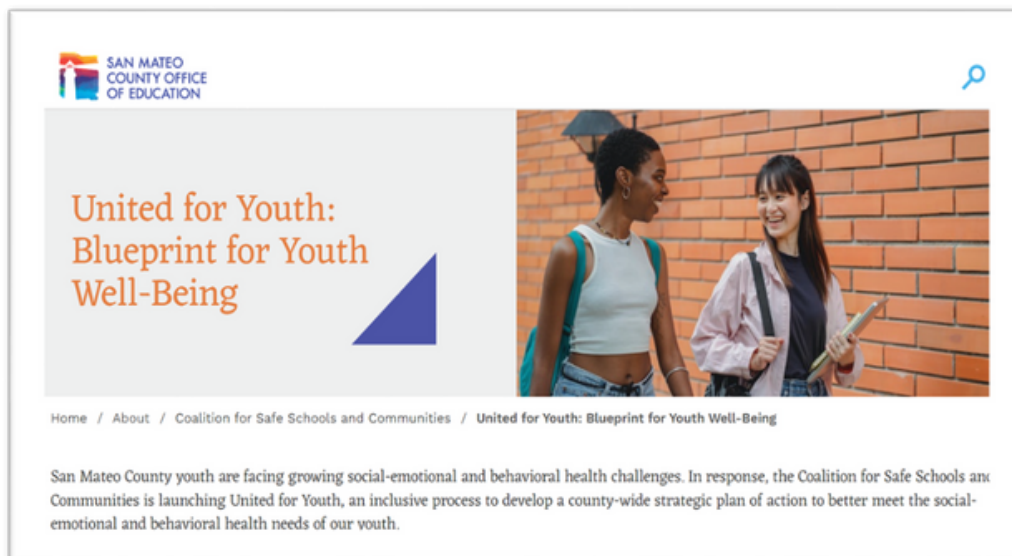 SAN MATEO
COUNTY OFFICE
OF EDUCATION
United for Youth:
Blueprint for Youth
Well-Being
Home / About / Coalition for Safe Schools and Communities / United for Youth: Blueprint for Youth Well-Being
San Mateo County youth are facing growing social-emotional and behavioral health challenges. In response, the Coalition for Safe Schools and
Communities is launching United for Youth, an inclusive process to develop a county-wide strategic plan of action to better meet the social-
emotional and behavioral health needs of our youth.